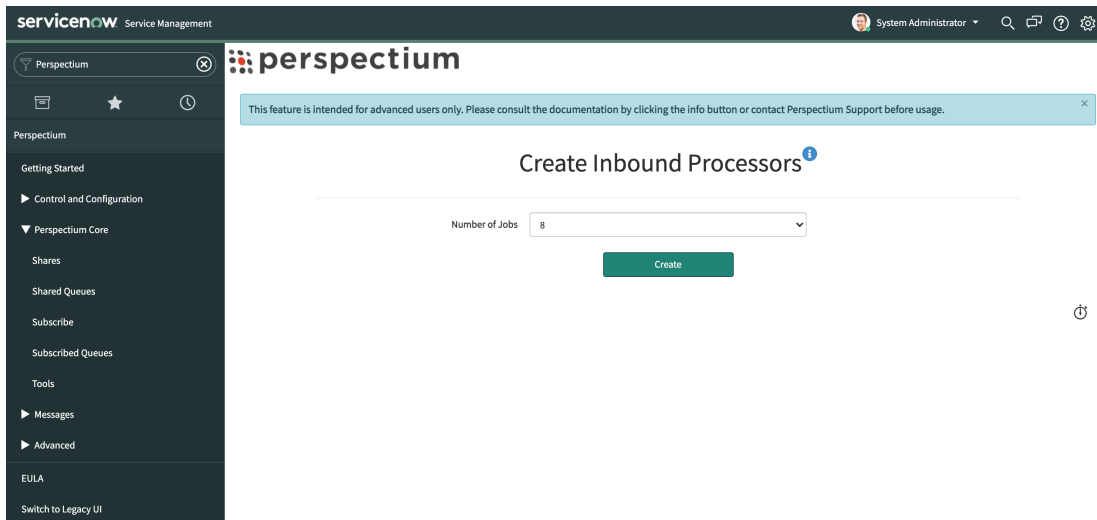 servicenow Service Management
System Administrator
Perspectium
perspectium
This feature is intended for advanced users only. Please consult the documentation by clicking the info button or contact Perspectium Support before usage.
Perspectium
Getting Started
Control and Configuration
Perspectium Core
Shares
Shared Queues
Subscribe
Subscribed Queues
Tools
Messages
Advanced
EULA
Switch to Legacy UI
Create Inbound Processors
Number of Jobs 8
Create